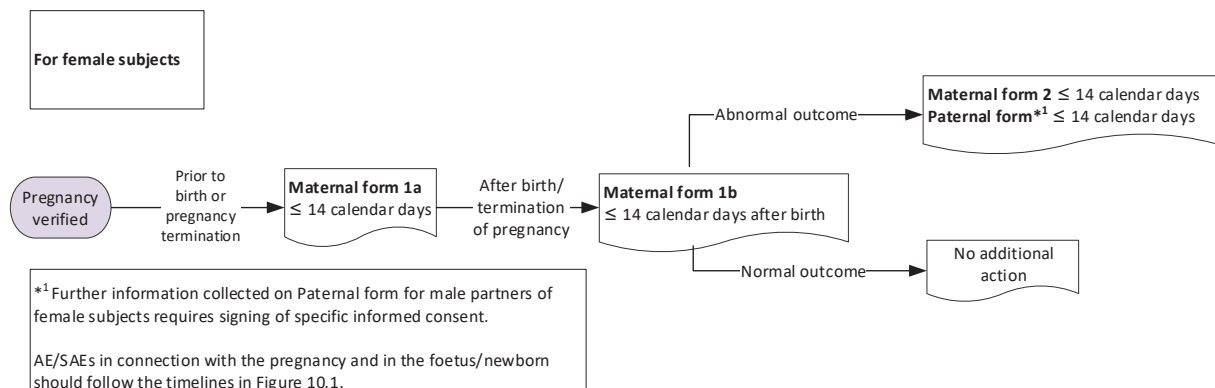 For female subjects
Maternal form 2 ≤ 14 calendar days
Paternal form*1 ≤ 14 calendar days
Abnormal outcome
Pregnancy
verified
Prior to
birth or
pregnancy
termination
Maternal form 1a
≤ 14 calendar days
After birth/
termination
of pregnancy
Maternal form 1b
≤ 14 calendar days after birth
Normal outcome
No additional
action
*1 Further information collected on Paternal form for male partners of
female subjects requires signing of specific informed consent.
AE/SAEs in connection with the pregnancy and in the foetus/newborn
should follow the timelines in Figure 10.1.